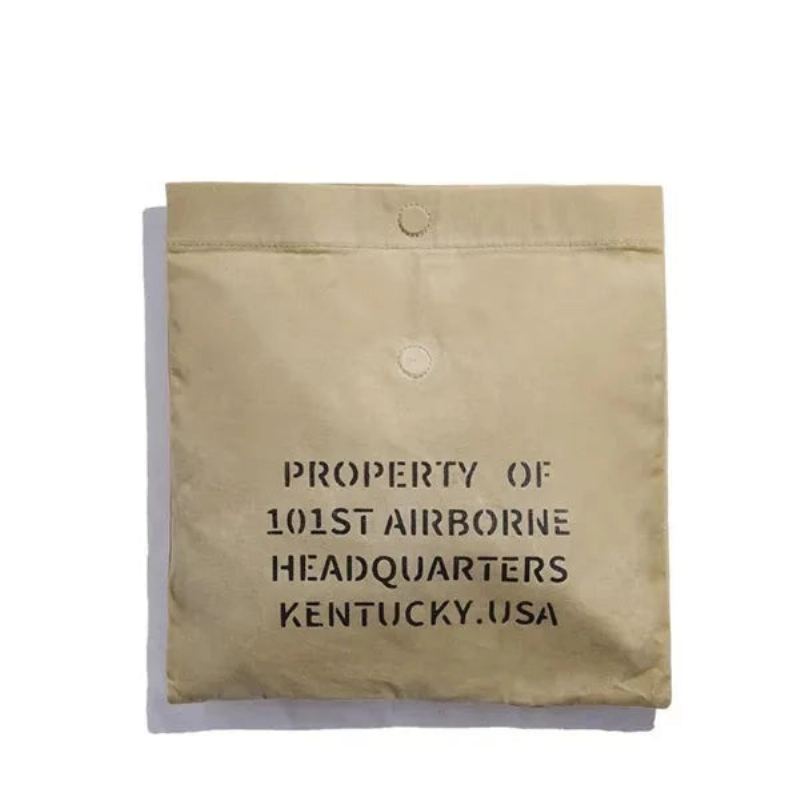 PROPERTY OF
101ST AIRBORNE
HEADQUARTERS
KENTUCKY.USA